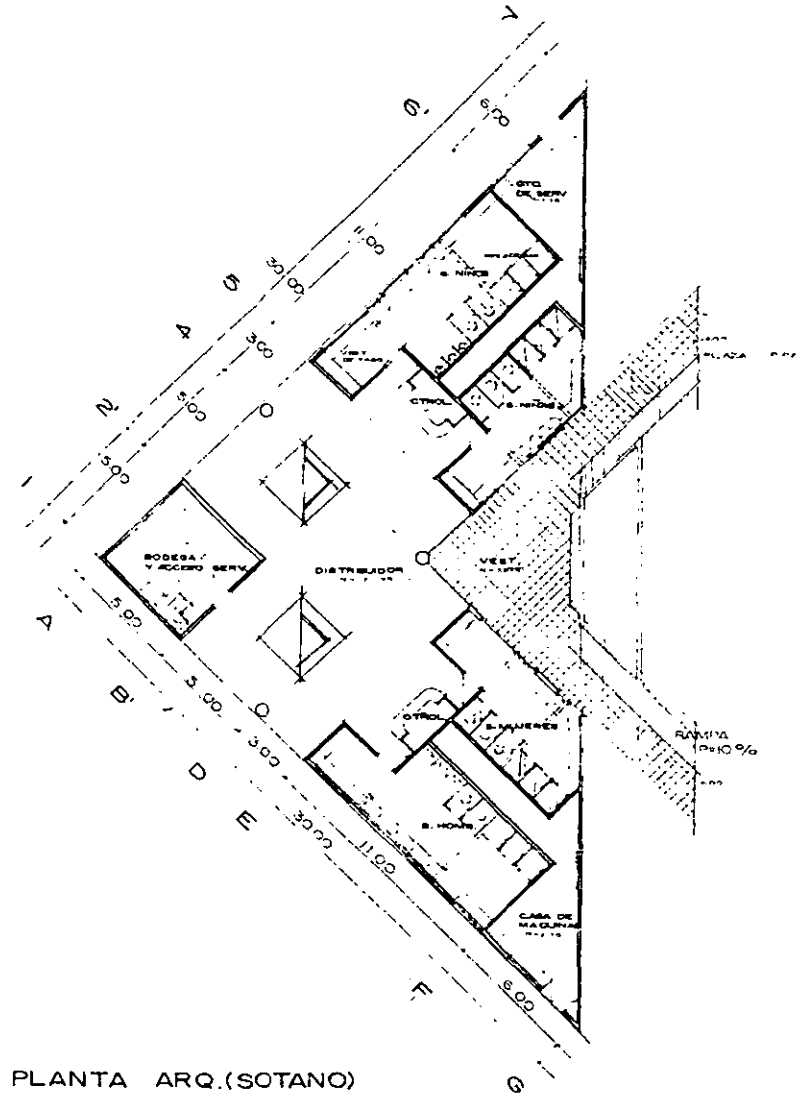 7
6'
6.00
11.00
30.00
5
3.00
4
5.00
2'
5.00
1
QTO.
DE SERV
S. NIÑOS
VEST.
CTROL.
S. NIÑAS
PLAZA
BODEGA
Y ACCESO SERV.
DISTRIBUIDOR
VEST.
A
5.00
B'
5.00
D
3.00
E
30.00
11.00
F
6.00
G
CTROL.
S. MUJERES
S. HOMB.
RAMPA
P=10%
CASA DE
MAQUINAS
PLANTA ARQ.(SOTANO)